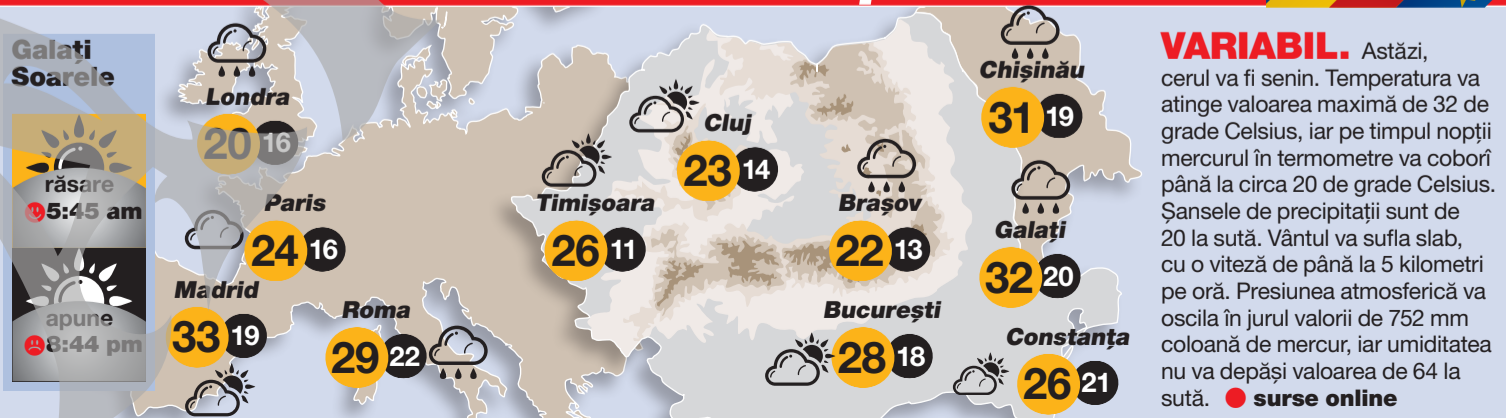 Galați
Soarele
răsare
5:45 am
apune
8:44 pm
Londra
20 16
Paris
24 16
Madrid
33 19
Roma
29 22
Timișoara
26 11
Cluj
23 14
Brașov
22 13
București
28 18
Chișinău
31 19
Galați
32 20
Constanța
26 21
VARIABIL. Astăzi,
cerul va fi senin. Temperatura va
atinge valoarea maximă de 32 de
grade Celsius, iar pe timpul nopții
mercurul în termometre va coborî
până la circa 20 de grade Celsius.
Șansele de precipitații sunt de
20 la sută. Vântul va sufla slab,
cu o viteză de până la 5 kilometri
pe oră. Presiunea atmosferică va
oscila în jurul valorii de 752 mm
coloană de mercur, iar umiditatea
nu va depăși valoarea de 64 la
sută. surse online